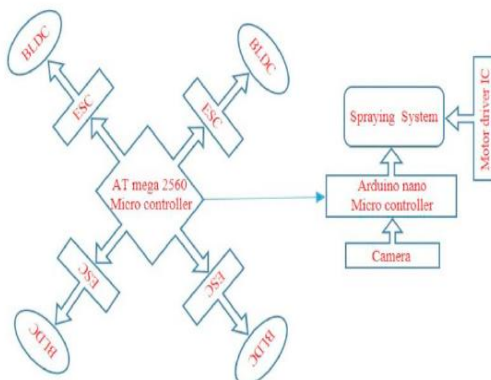 BLDC
BLDC
ESC
ESC
Motor driver IC
Spraying System
AT mega 2560
Micro controller
Arduino nano
Micro controller
Camera
ESC
ESC
BLDC
BLDC